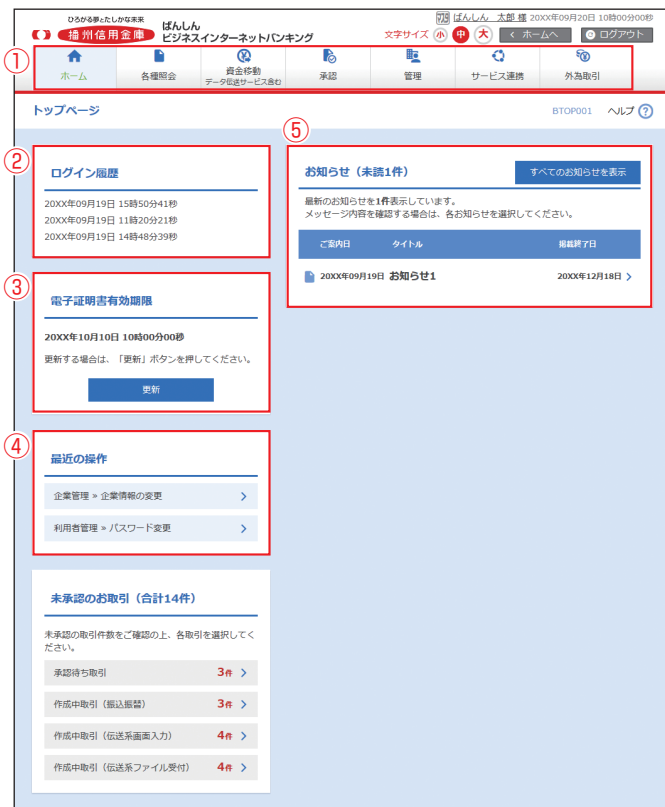 ひろがる夢とたしかな未来
播州信用金庫
ばんしん
ビジネスインターネットバンキング
ばんしん 太郎 様 20XX年09月20日 10時00分00秒
文字サイズ 小 中 大 < ホームへ ログアウト
①
ホーム
各種照会
資金移動
データ伝送サービス含む
承認
管理
サービス連携
外為取引
トップページ
BTOP001 ヘルプ ?
②
ログイン履歴
20XX年09月19日 15時50分41秒
20XX年09月19日 11時20分21秒
20XX年09月19日 14時48分39秒
③
電子証明書有効期限
20XX年10月10日 10時00分00秒
更新する場合は、「更新」ボタンを押してください。
更新
④
最近の操作
企業管理 » 企業情報の変更
利用者管理 » パスワード変更
未承認のお取引（合計14件）
未承認の取引件数をご確認の上、各取引を選択してく
ださい。
承認待ち取引 3件
作成中取引（振込振替） 3件
作成中取引（伝送系画面入力） 4件
作成中取引（伝送系ファイル受付） 4件
⑤
お知らせ（未読1件）
すべてのお知らせを表示
最新のお知らせを1件表示しています。
メッセージ内容を確認する場合は、各お知らせを選択してください。
ご案内日 タイトル 掲載終了日
20XX年09月19日 お知らせ1 20XX年12月18日